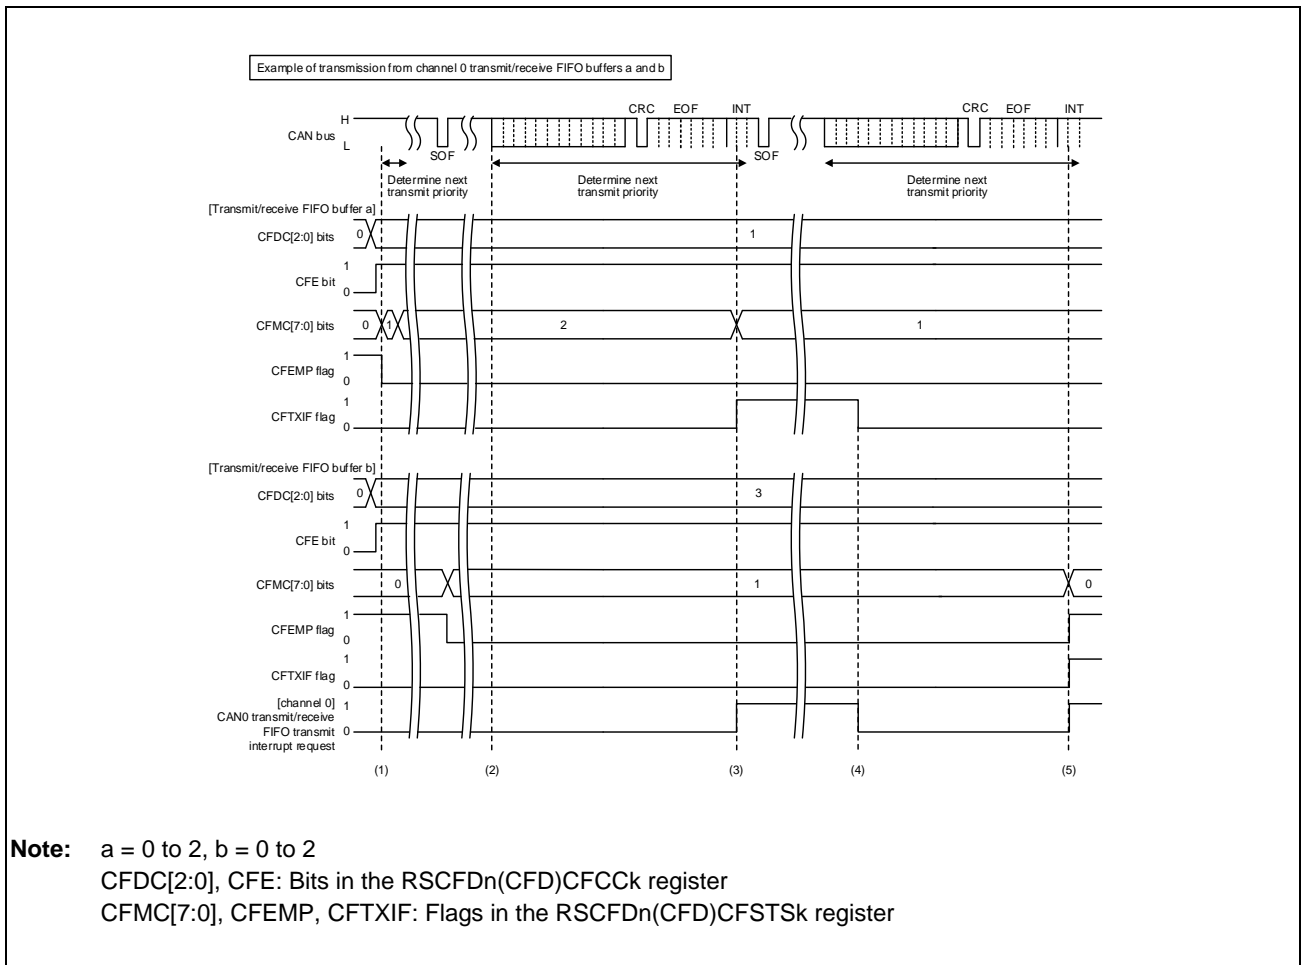 Example of transmission from channel 0 transmit/receive FIFO buffers a and b
CRC EOF INT CRC EOF INT
H
CAN bus
L
SOF SOF
Determine next Determine next Determine next
transmit priority transmit priority transmit priority
[Transmit/receive FIFO buffer a]
CFDC[2:0] bits 0 1
1
CFE bit
0
CFMC[7:0] bits 0 1 2 1
1
CFEMP flag
0
1
CFTXIF flag
0
[Transmit/receive FIFO buffer b]
CFDC[2:0] bits 0 3
1
CFE bit
0
CFMC[7:0] bits 0 1 0
1
CFEMP flag
0
1
CFTXIF flag
0
[channel 0] 1
CAN0 transmit/receive
FIFO transmit 0
interrupt request
(1) (2) (3) (4) (5)
Note: a = 0 to 2, b = 0 to 2
CFDC[2:0], CFE: Bits in the RSCFDn(CFD)CFCCk register
CFMC[7:0], CFEMP, CFTXIF: Flags in the RSCFDn(CFD)CFSTSk register